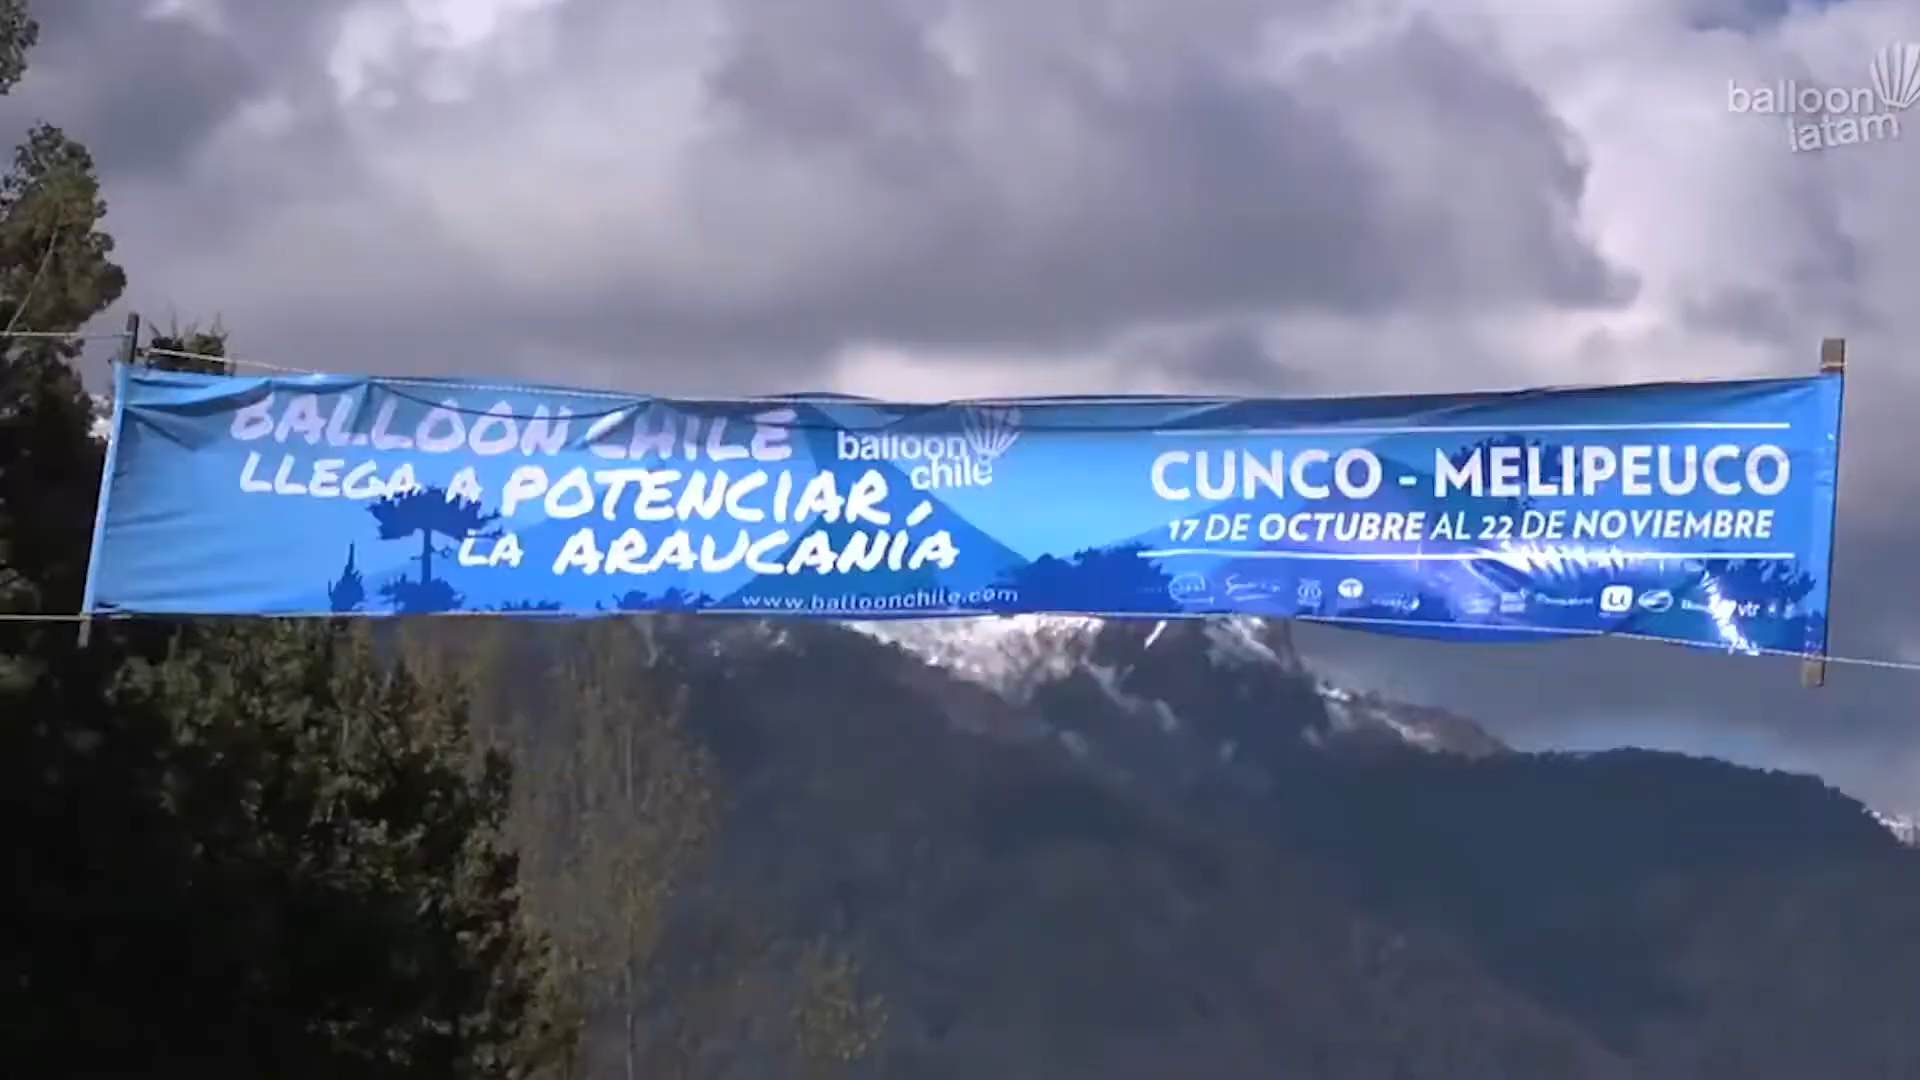 balloon
latam
BALLOON CHILE
LLEGA A POTENCIAR
LA ARAUCANÍA
balloon
chile
www.balloonchile.com
CUNCO - MELIPEUCO
17 DE OCTUBRE AL 22 DE NOVIEMBRE
vtr